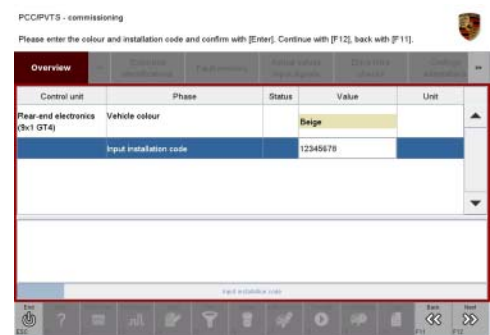 PCC/PVTS - commissioning
Please enter the colour and installation code and confirm with [Enter]. Continue with [F12], back with [F11].
Overview
Control unit Phase Status Value Unit
Rear-end electronics (9x1 GT4) Vehicle colour Beige
Input installation code 12345678
Input installation code
End Back Next
ESC F11 F12